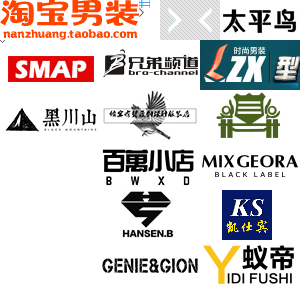 淘宝男装
nanzhuang.taobao.com
太平鸟
SMAP
兄弟频道
bro-channel
时尚男装
ZX型
黑川山
BLACK MOUNTAINS
百萬小店
BWXD
MIXGEORA
BLACK LABEL
HANSEN.B
KS
凯仕宾
GENIE&GION
Y蚁帝
YIDI FUSHI